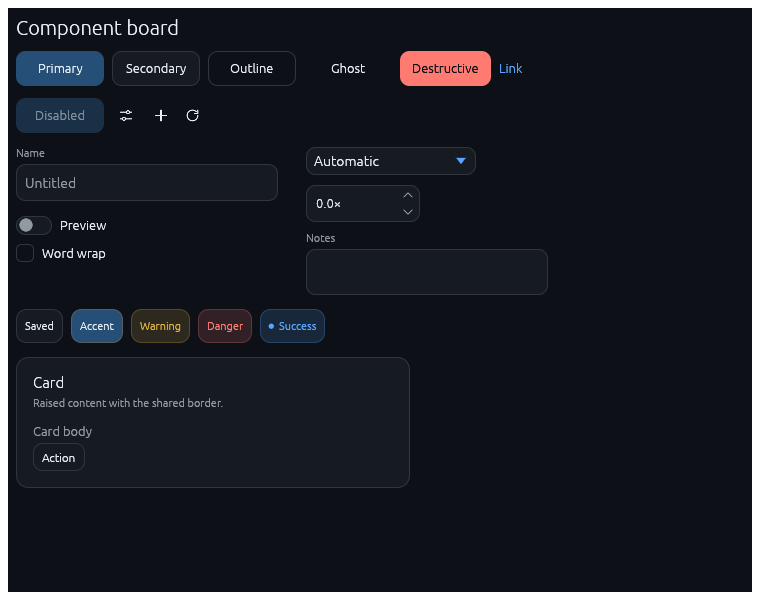 Component board
Primary Secondary Outline Ghost Destructive Link
Disabled
Name
Untitled
Preview
Word wrap
Automatic
0.0×
Notes
Saved Accent Warning Danger Success
Card
Raised content with the shared border.
Card body
Action